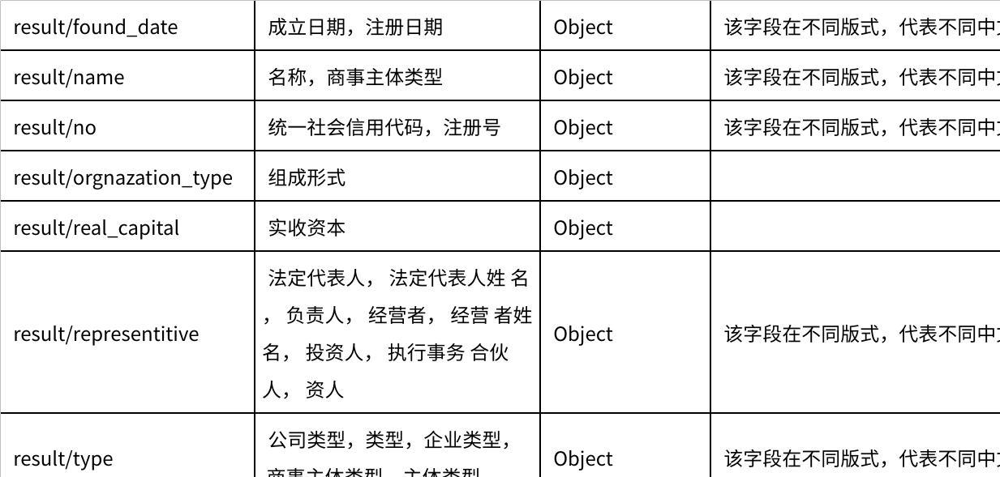 result/found_date 成立日期，注册日期 Object 该字段在不同版式，代表不同中
result/name 名称，商事主体类型 Object 该字段在不同版式，代表不同中
result/no 统一社会信用代码，注册号 Object 该字段在不同版式，代表不同中
result/orgnazation_type 组成形式 Object
result/real_capital 实收资本 Object
法定代表人， 法定代表人姓 名
， 负责人， 经营者， 经营 者姓
result/representitive Object 该字段在不同版式，代表不同中
名， 投资人， 执行事务 合伙
人， 资人
公司类型，类型，企业类型，
result/type Object 该字段在不同版式，代表不同中
商事主体类型，主体类型